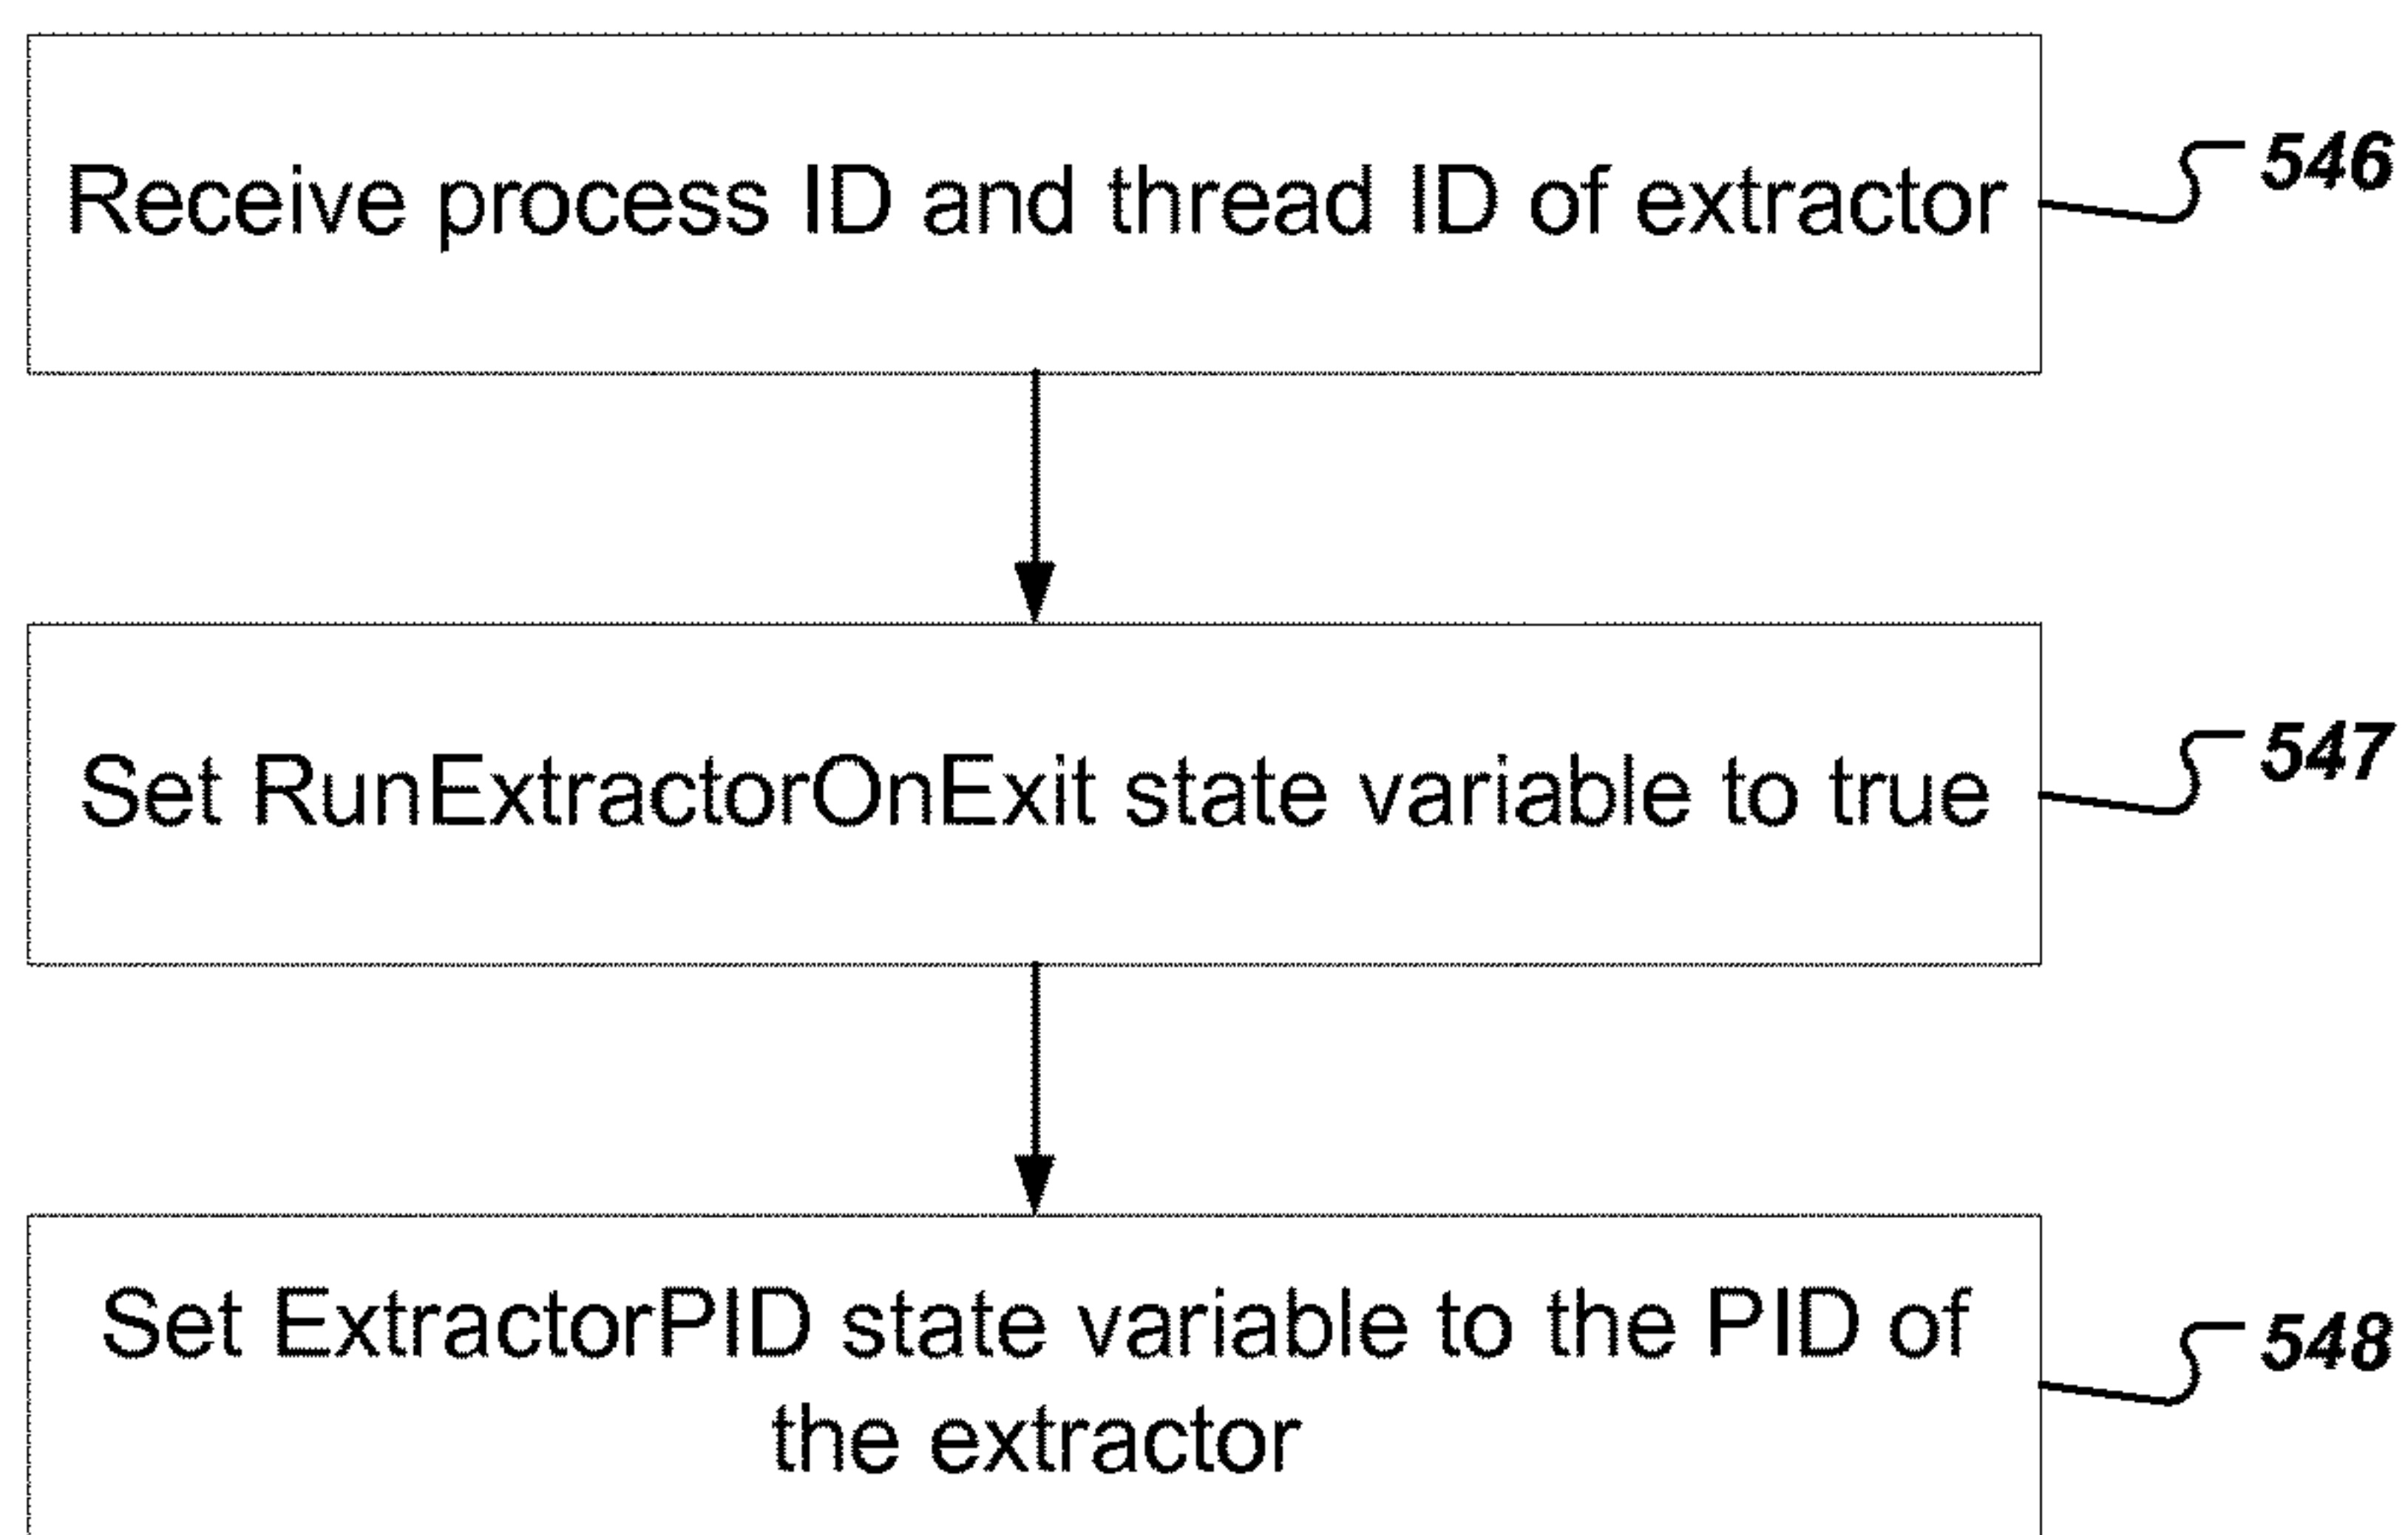 Receive process ID and thread ID of extractor
546
Set RunExtractorOnExit state variable to true
547
Set ExtractorPID state variable to the PID of
the extractor
548